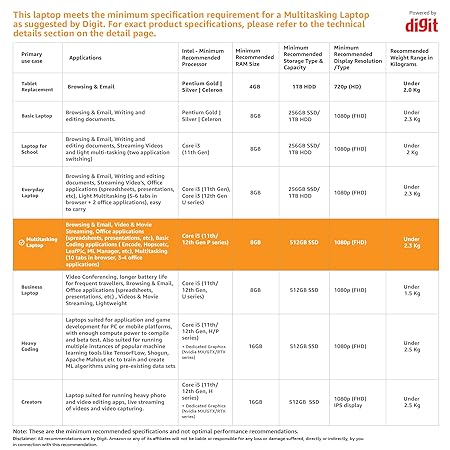 This laptop meets the minimum specification requirement for a Multitasking Laptop
as suggested by Digit. For exact product specifications, please refer to the technical
details section on the detail page.
Powered by
digit
Primary use case | Applications | Intel - Minimum Recommended Processor | Minimum Recommended RAM Size | Minimum Recommended Storage Type & Capacity | Minimum Recommended Display Resolution /Type | Recommended Weight Range in Kilograms
Tablet Replacement | Browsing & Email | Pentium Gold | Silver | Celeron | 4GB | 1TB HDD | 720p (HD) | Under 2.0 Kg
Basic Laptop | Browsing & Email, Writing and editing documents. | Pentium Gold | Silver | Celeron | 8GB | 256GB SSD/ 1TB HDD | 1080p (FHD) | Under 2.3 Kg
Laptop for School | Browsing & Email, Writing and editing documents, Streaming Videos and light multi-tasking (two application switching) | Core i3 (11th Gen) | 8GB | 256GB SSD/ 1TB HDD | 1080p (FHD) | Under 2 Kg
Everyday Laptop | Browsing & Email, Writing and editing documents, Streaming Video's, Office applications (spreadsheets, presentations, etc), Light Multitasking (5-6 tabs in browser + 2 office applications), easy to carry | Core i3 (11th Gen), Core i3 (12th Gen U series) | 8GB | 256GB SSD/ 1TB HDD | 1080p (FHD) | Under 2.3 Kg
Multitasking Laptop | Browsing & Email, Video & Movie Streaming, Office applications (spreadsheets, presentations, etc), Basic Coding applications ( Encode, Hopscotc, LeafPic, Mi. Manager, etc), Multitasking (10 tabs in browser, 3-4 office applications) | Core i5 (11th/ 12th Gen P series) | 8GB | 512GB SSD | 1080p (FHD) | Under 2.3 Kg
Business Laptop | Video Conferencing, longer battery life for frequent travellers, Browsing & Email, Office applications (spreadsheets, presentations, etc), , Videos & Movie Streaming, Lightweight | Core i5 (11th/ 12th Gen, U series) | 8GB | 512GB SSD | 1080p (FHD) | Under 1.5 Kg
Heavy Coding | Laptops suited for application and game development for PC or mobile platforms, with enough compute power to compile and beta test. Also suited for running multiple instances of popular machine learning tools like TensorFlow, Shogun, Apache Mahout etc to train and create ML algorithms using pre-existing data sets | Core i5 (11th/ 12th Gen, H/P series) + Dedicated Graphics (Nvidia MX/GTX/RTX series) | 16GB | 512GB SSD | 1080p (FHD) | Under 2.5 Kg
Creators | Laptop suited for running heavy photo and video editing apps, live streaming of videos and video capturing. | Core i5 (11th/ 12th Gen, H series) + Dedicated Graphics (Nvidia MX/GTX/RTX series) | 16GB | 512GB SSD | 1080p (FHD) IPS display | Under 2.5 Kg
Note: These are the minimum recommended specifications and not optimal performance recommendations.
Disclaimer: All recommendations are by Digit. Amazon or any of its affiliates will not be liable or responsible for any loss or damage suffered, directly or indirectly, by you
in connection with this recommendation.